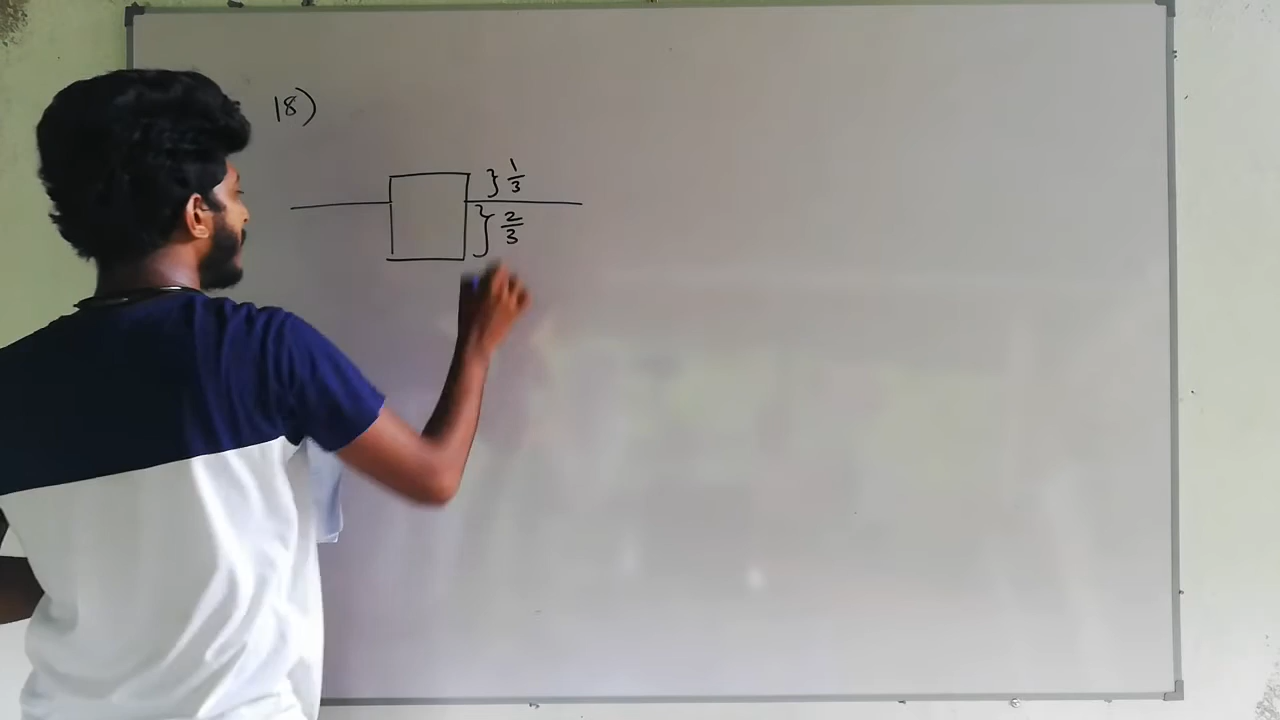 18)
} 1/3
} 2/3